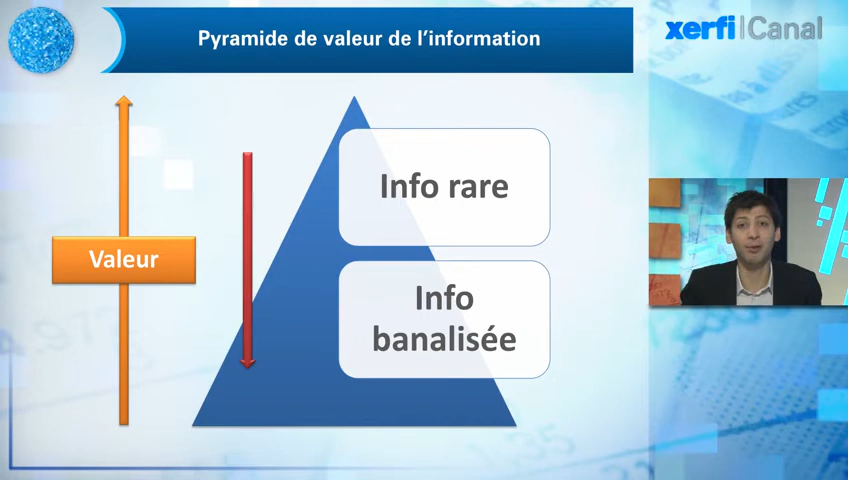 Pyramide de valeur de l'information
xerfi Canal
Valeur
Info rare
Info
banalisée